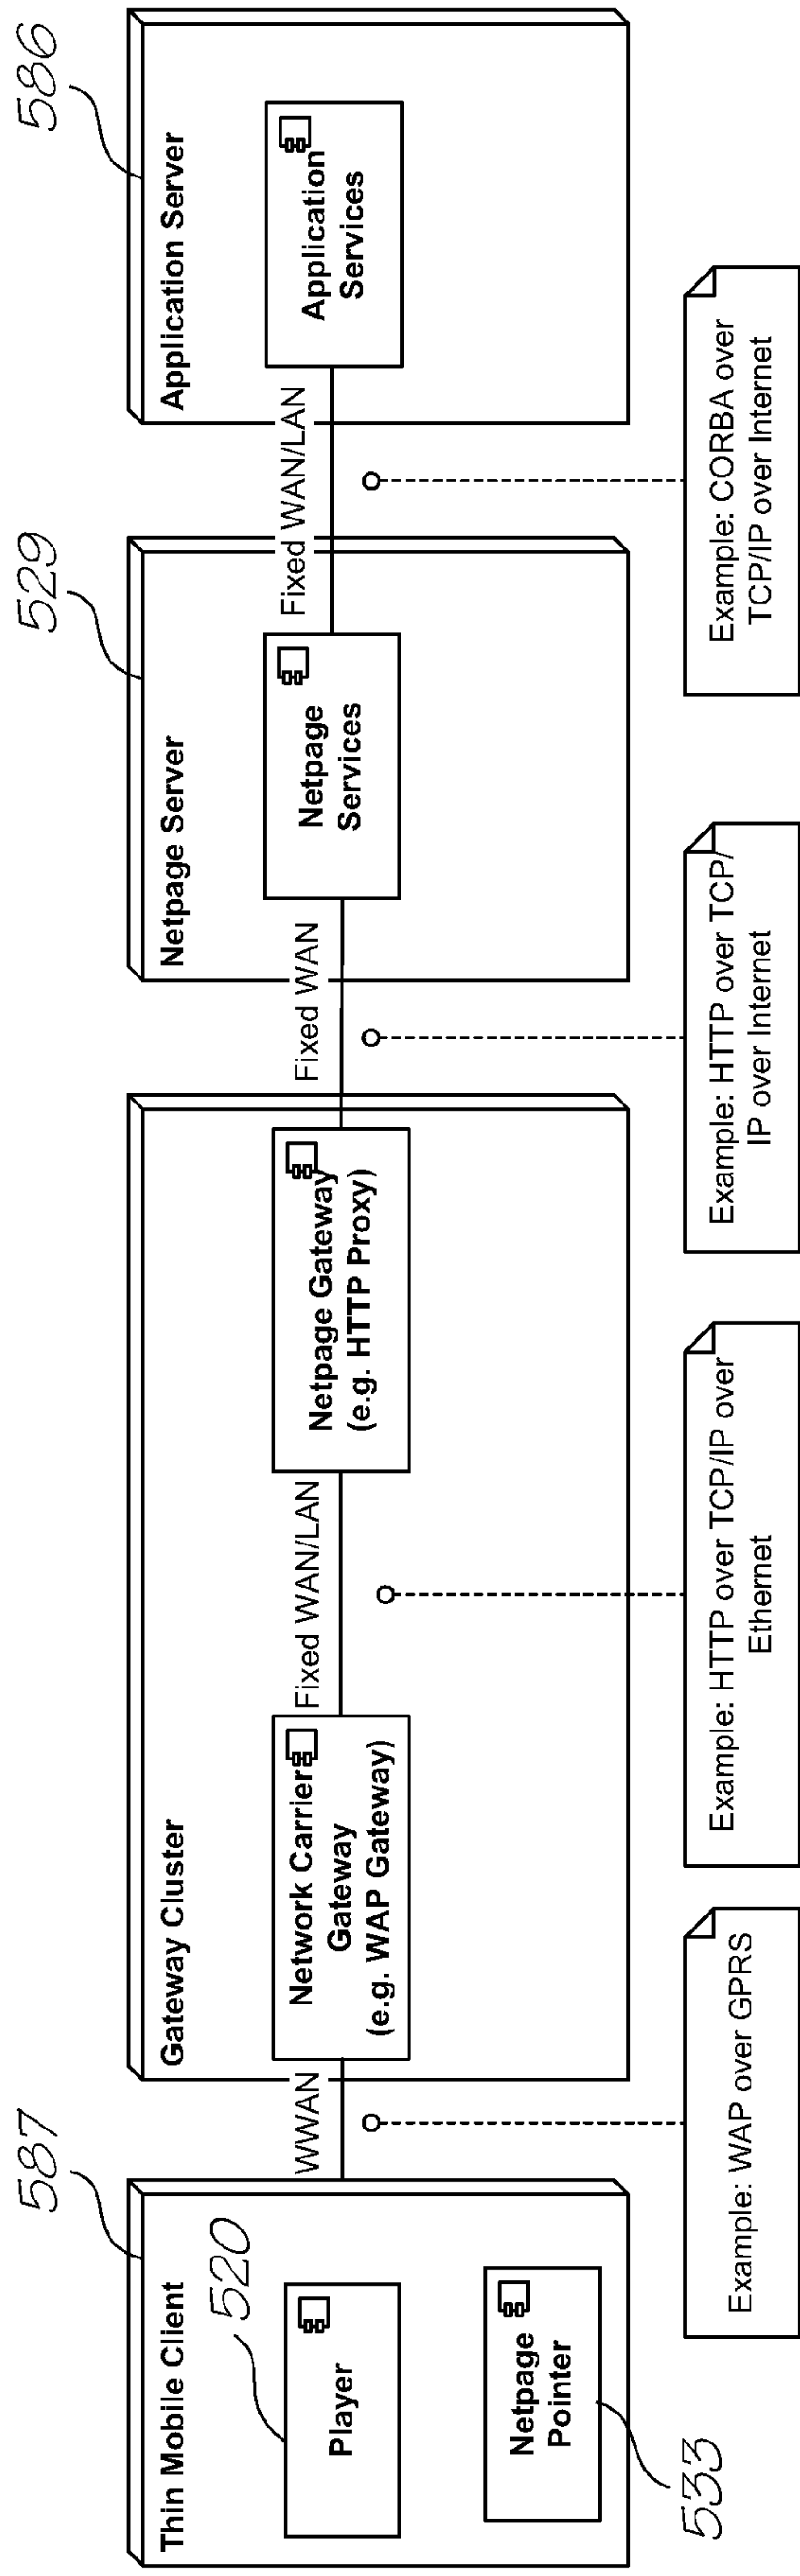 587
Thin Mobile Client
520
Player
Netpage
Pointer
533
WWAN
Example: WAP over GPRS
Gateway Cluster
Network Carrier
Gateway
(e.g. WAP Gateway)
Fixed WAN/LAN
Example: HTTP over TCP/IP over
Ethernet
Netpage Gateway
(e.g. HTTP Proxy)
Fixed WAN
Example: HTTP over TCP/
IP over Internet
529
Netpage Server
Netpage
Services
Fixed WAN/LAN
Example: CORBA over
TCP/IP over Internet
586
Application Server
Application
Services